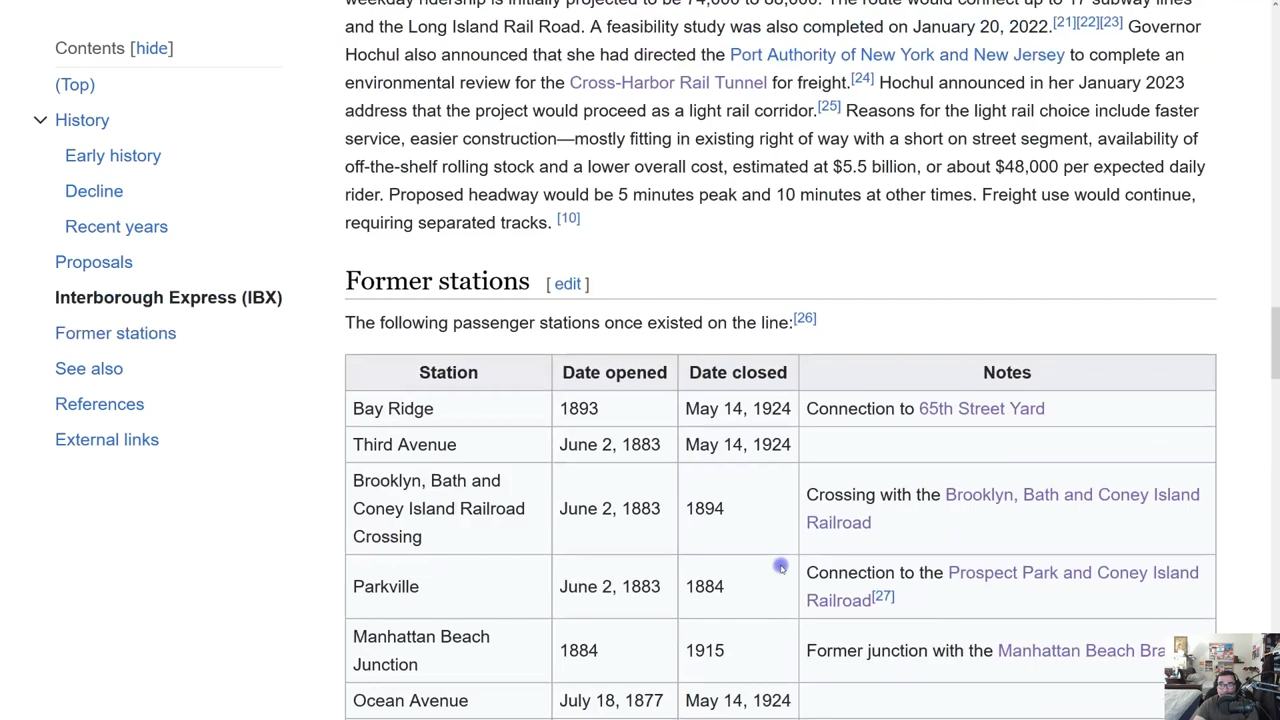 Contents [hide]
(Top)
History
Early history
Decline
Recent years
Proposals
Interborough Express (IBX)
Former stations
See also
References
External links
weekday ridership is initially projected to be 74,000 to 88,000. The route would connect up to 17 subway lines
and the Long Island Rail Road. A feasibility study was also completed on January 20, 2022.[21][22][23] Governor
Hochul also announced that she had directed the Port Authority of New York and New Jersey to complete an
environmental review for the Cross-Harbor Rail Tunnel for freight.[24] Hochul announced in her January 2023
address that the project would proceed as a light rail corridor.[25] Reasons for the light rail choice include faster
service, easier construction—mostly fitting in existing right of way with a short on street segment, availability of
off-the-shelf rolling stock and a lower overall cost, estimated at $5.5 billion, or about $48,000 per expected daily
rider. Proposed headway would be 5 minutes peak and 10 minutes at other times. Freight use would continue,
requiring separated tracks. [10]
Former stations [ edit ]
The following passenger stations once existed on the line:[26]
Station Date opened Date closed Notes
Bay Ridge 1893 May 14, 1924 Connection to 65th Street Yard
Third Avenue June 2, 1883 May 14, 1924
Brooklyn, Bath and
Coney Island Railroad
Crossing
June 2, 1883 1894
Crossing with the Brooklyn, Bath and Coney Island
Railroad
Parkville June 2, 1883 1884
Connection to the Prospect Park and Coney Island
Railroad[27]
Manhattan Beach
Junction
1884 1915 Former junction with the Manhattan Beach Bra
Ocean Avenue July 18, 1877 May 14, 1924